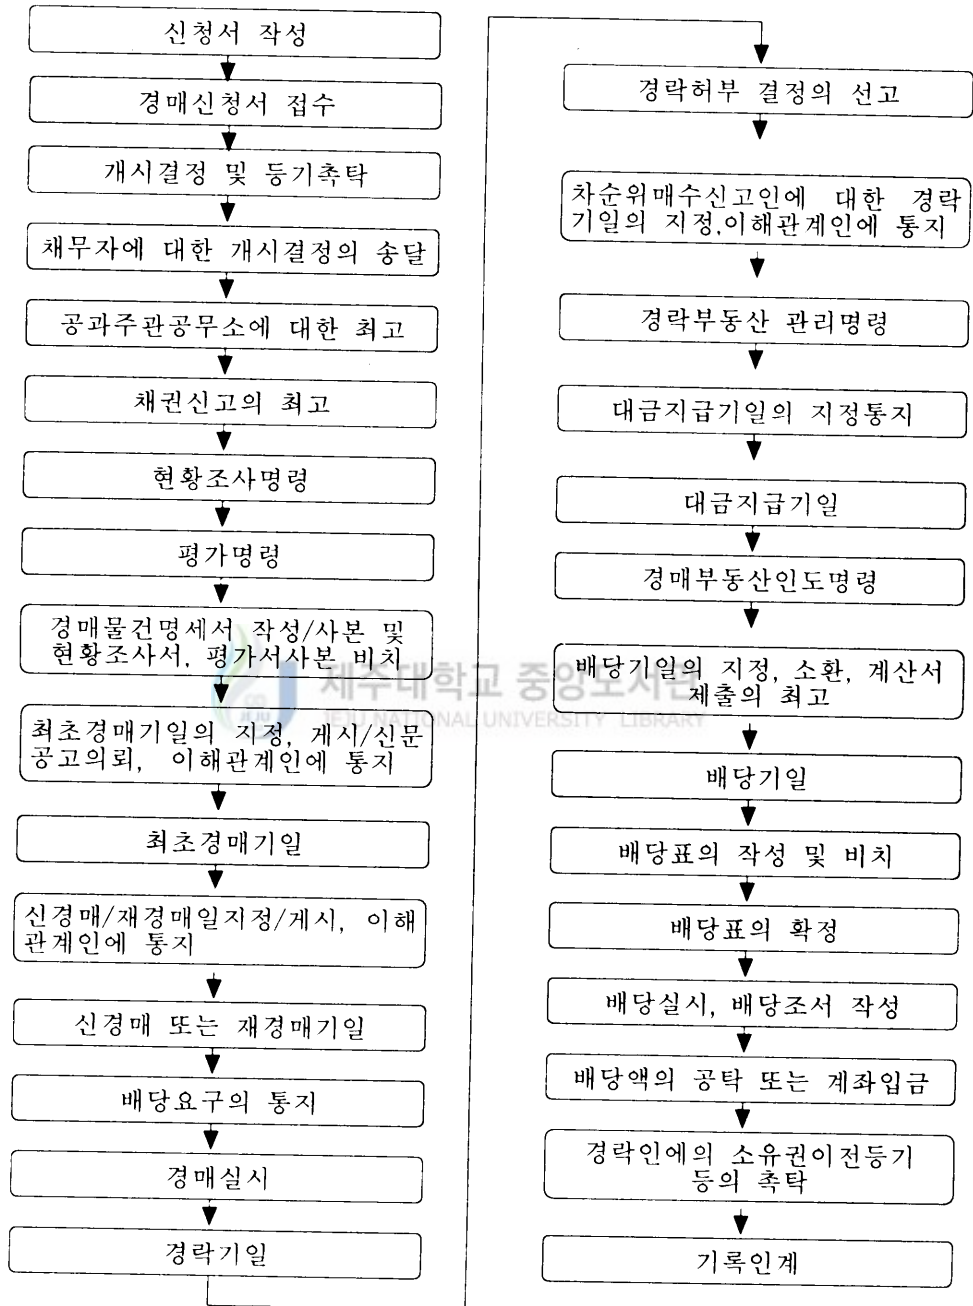 신청서 작성
경매신청서 접수
개시결정 및 등기촉탁
채무자에 대한 개시결정의 송달
공과주관공무소에 대한 최고
채권신고의 최고
현황조사명령
평가명령
경매물건명세서 작성/사본 및
현황조사서, 평가서사본 비치
최초경매기일의 지정, 게시/신문
공고의뢰, 이해관계인에 통지
최초경매기일
신경매/재경매일지정/게시, 이해
관계인에 통지
신경매 또는 재경매기일
배당요구의 통지
경매실시
경락기일
경락허부 결정의 선고
차순위매수신고인에 대한 경락
기일의 지정,이해관계인에 통지
경락부동산 관리명령
대금지급기일의 지정통지
대금지급기일
경매부동산인도명령
배당기일의 지정, 소환, 계산서
제출의 최고
배당기일
배당표의 작성 및 비치
배당표의 확정
배당실시, 배당조서 작성
배당액의 공탁 또는 계좌입금
경락인에의 소유권이전등기
등의 촉탁
기록인계
제주대학교 중앙도서관
JEJU NATIONAL UNIVERSITY LIBRARY
JEJU